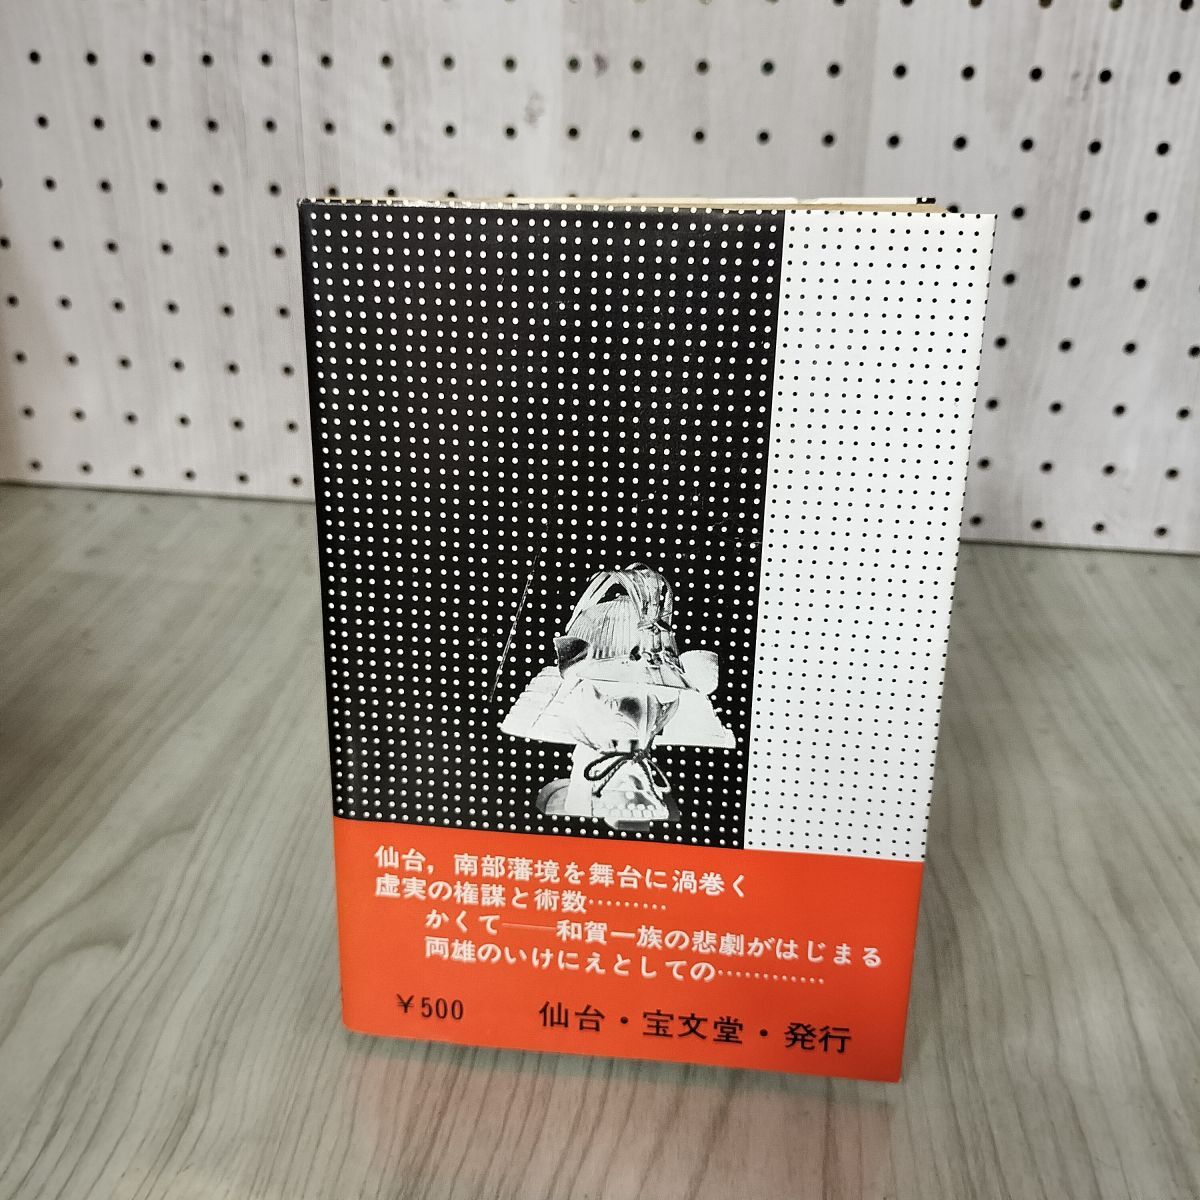 仙台，南部藩境を舞台に渦巻く
虚実の権謀と術数………
かくて――和賀一族の悲劇がはじまる
両雄のいけにえとしての…………
￥500　仙台・宝文堂・発行